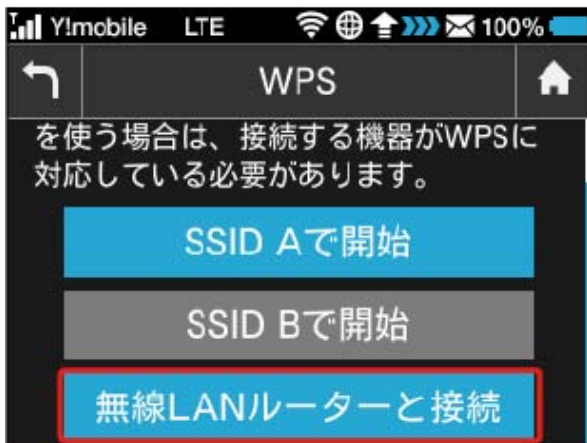 Y!mobile LTE 100%
WPS
を使う場合は、接続する機器がWPSに
対応している必要があります。
SSID Aで開始
SSID Bで開始
無線LANルーターと接続